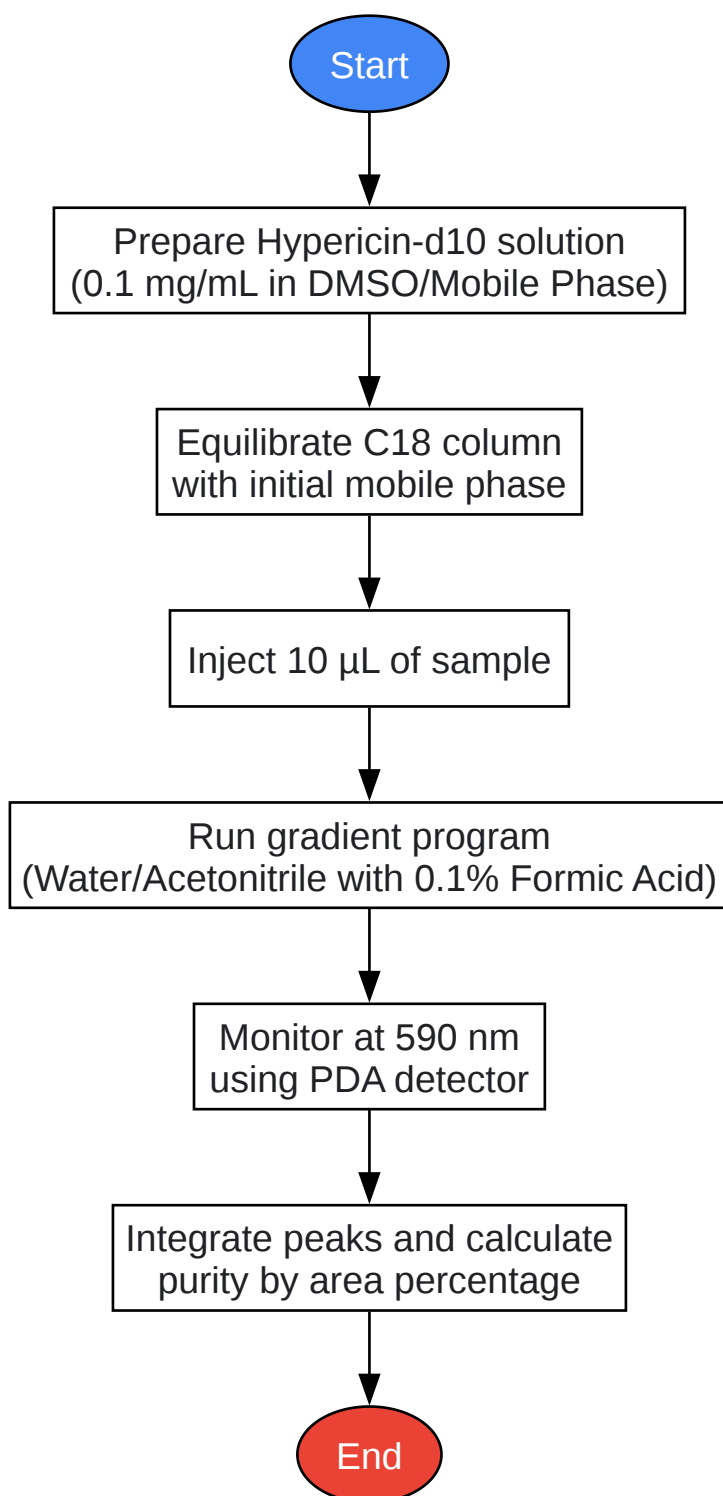 Start
Prepare Hypericin-d10 solution
(0.1 mg/mL in DMSO/Mobile Phase)
Equilibrate C18 column
with initial mobile phase
Inject 10 µL of sample
Run gradient program
(Water/Acetonitrile with 0.1% Formic Acid)
Monitor at 590 nm
using PDA detector
Integrate peaks and calculate
purity by area percentage
End